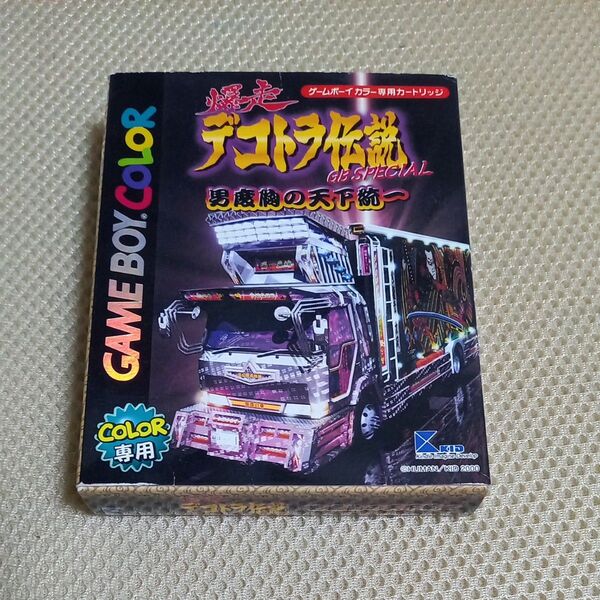 ゲームボーイカラー専用カートリッジ
爆走
デコトラ伝説
GB SPECIAL
男度胸の天下統一
GAME BOY COLOR
COLOR
専用
KID
©HUMAN/KID 2000
デコトラ伝説